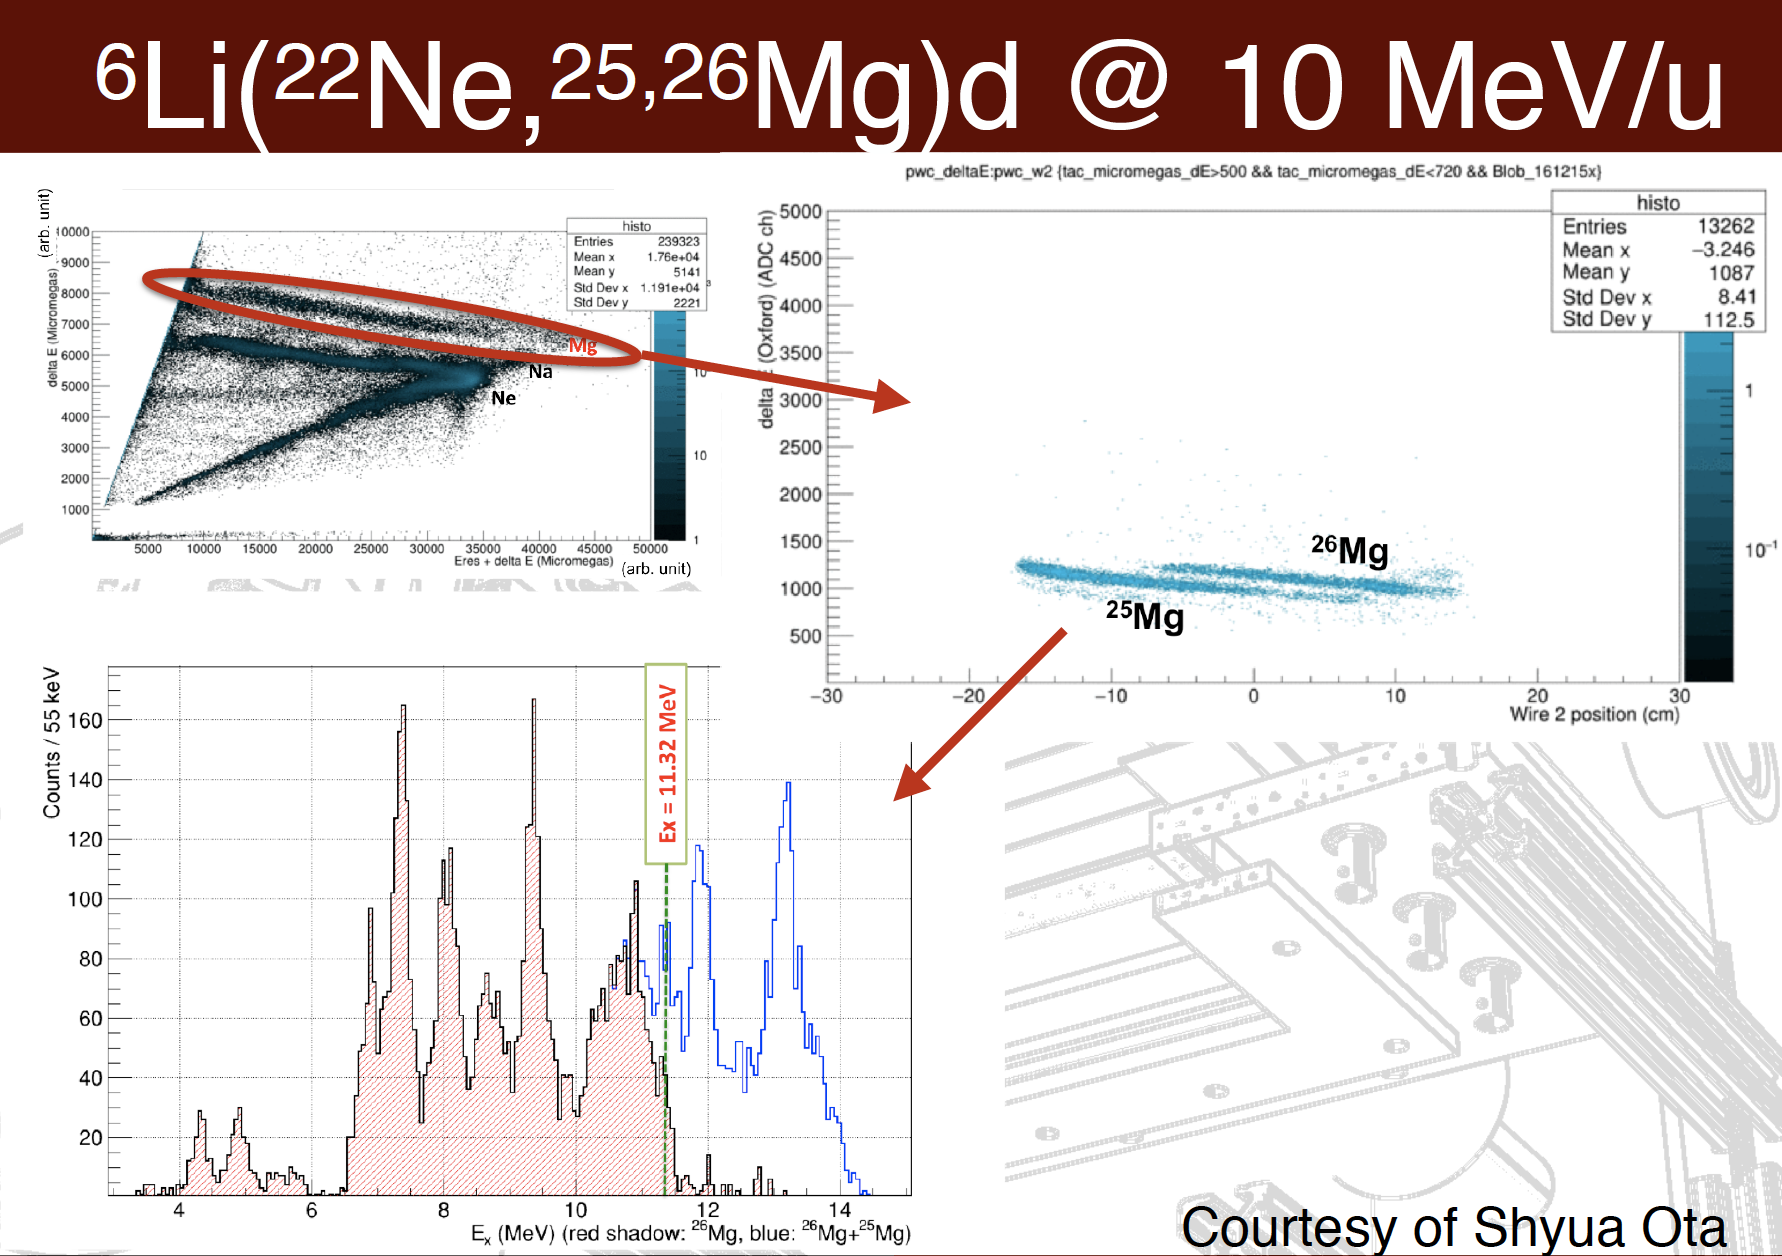 ⁶Li(²²Ne,²⁵,²⁶Mg)d @ 10 MeV/u
delta E (Micromegas) (arb. unit)
10000
9000
8000
7000
6000
5000
4000
3000
2000
1000
histo
Entries 239323
Mean x 1.76e+04
Mean y 5141
Std Dev x 1.191e+04
Std Dev y 2221
Mg
Na
Ne
10
10
1
5000 10000 15000 20000 25000 30000 35000 40000 45000 50000
Eres + delta E (Micromegas) (arb. unit)
pwc_deltaE:pwc_w2 {tac_micromegas_dE>500 && tac_micromegas_dE<720 && Blob_161215x}
(Oxford) (ADC ch)
delta
5000
4500
4000
3500
3000
2500
2000
1500
1000
500
histo
Entries 13262
Mean x −3.246
Mean y 1087
Std Dev x 8.41
Std Dev y 112.5
1
10⁻¹
²⁶Mg
²⁵Mg
−30 −20 −10 0 10 20 30
Wire 2 position (cm)
Counts / 55 keV
160
140
120
100
80
60
40
20
Ex = 11.32 MeV
4 6 8 10 12 14
Eₓ (MeV) (red shadow: ²⁶Mg, blue: ²⁶Mg+²⁵Mg)
Courtesy of Shyua Ota